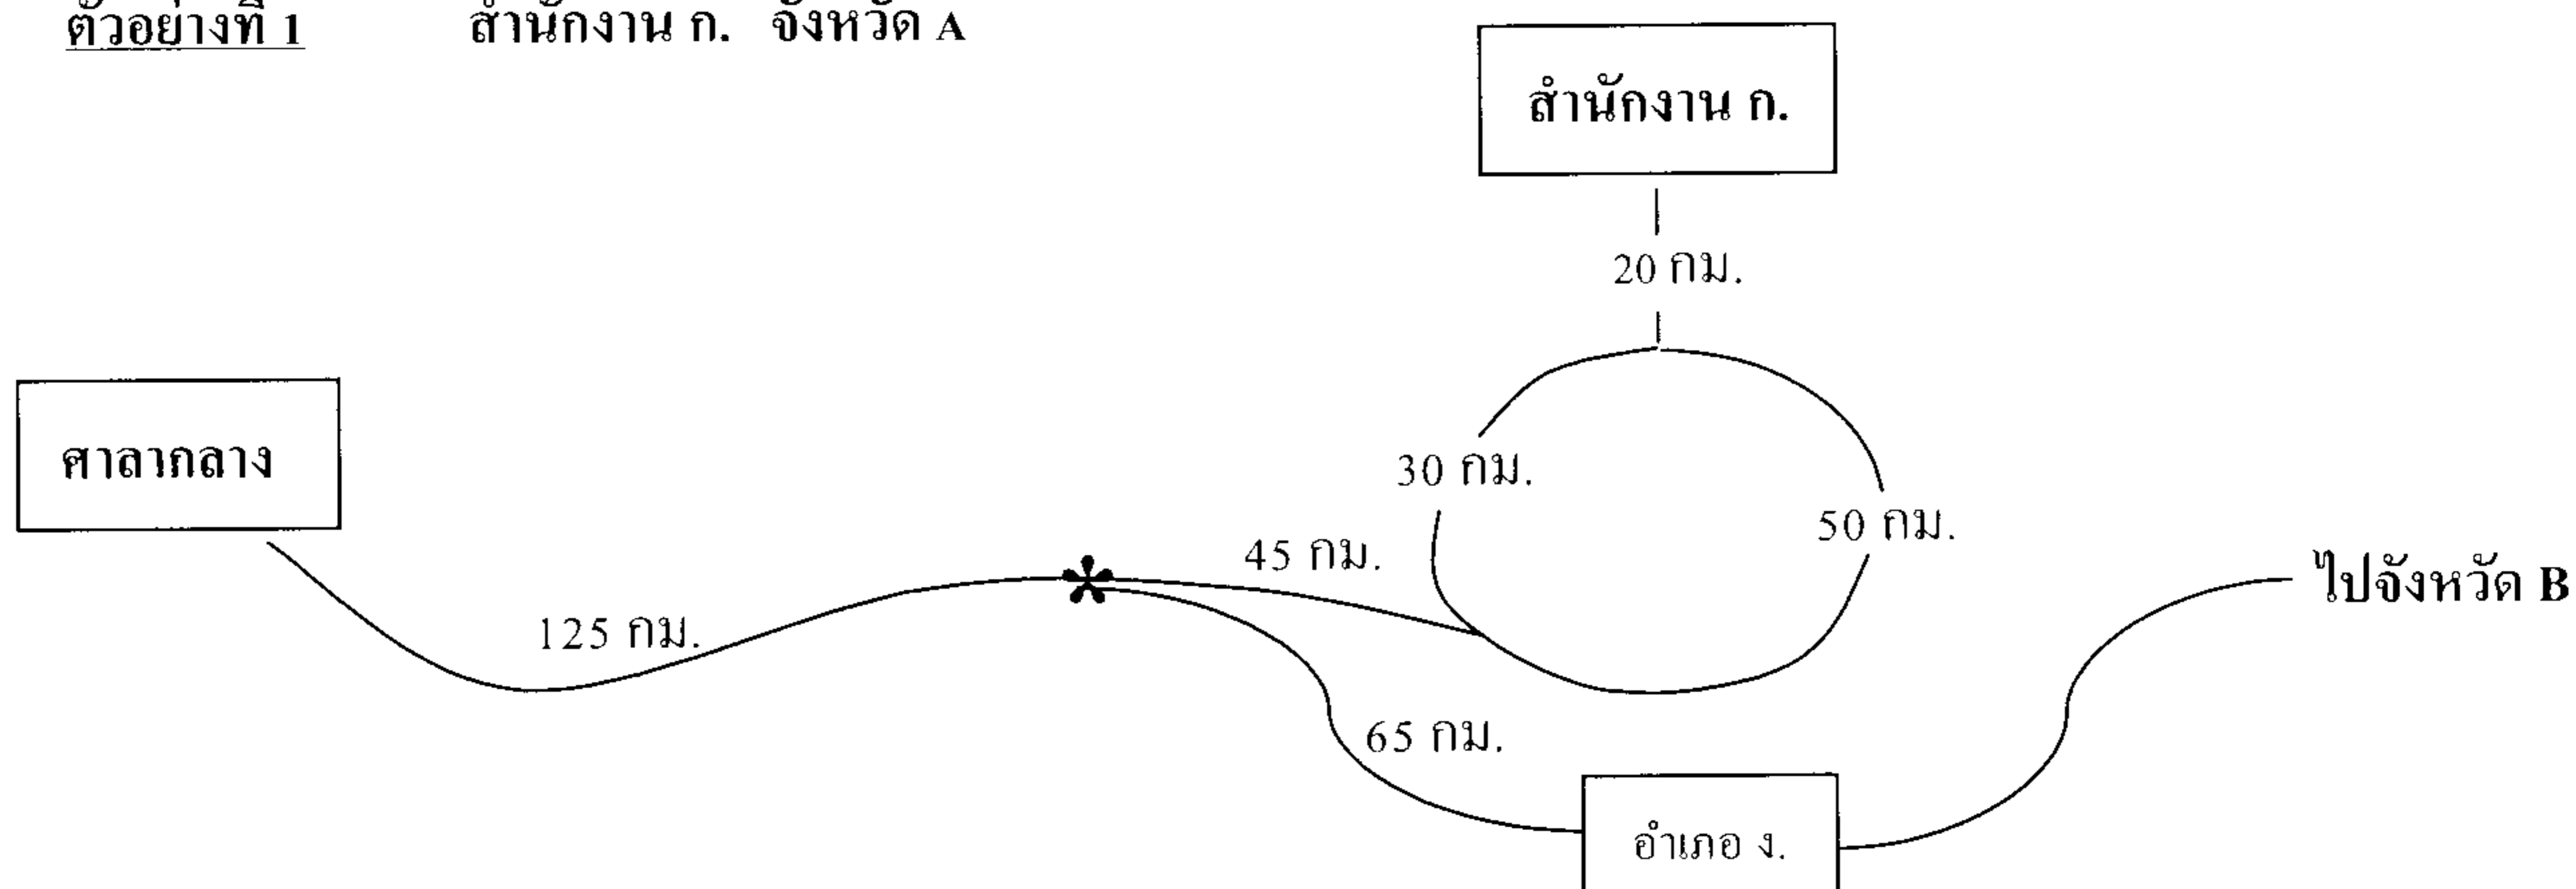 ตัวอย่างที่ 1 สำนักงาน ก. จังหวัด A
สำนักงาน ก.
20 กม.
ศาลากลาง
30 กม.
50 กม.
45 กม.
ไปจังหวัด B
125 กม.
65 กม.
อำเภอ ง.